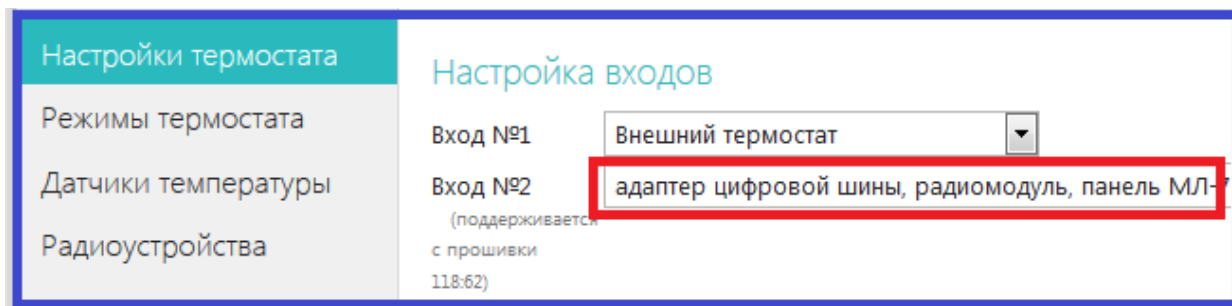 Настройки термостата
Режимы термостата
Датчики температуры
Радиоустройства
Настройка входов
Вход №1 Внешний термостат
Вход №2 адаптер цифровой шины, радиомодуль, панель МЛ-7
(поддерживается
с прошивки
118:62)